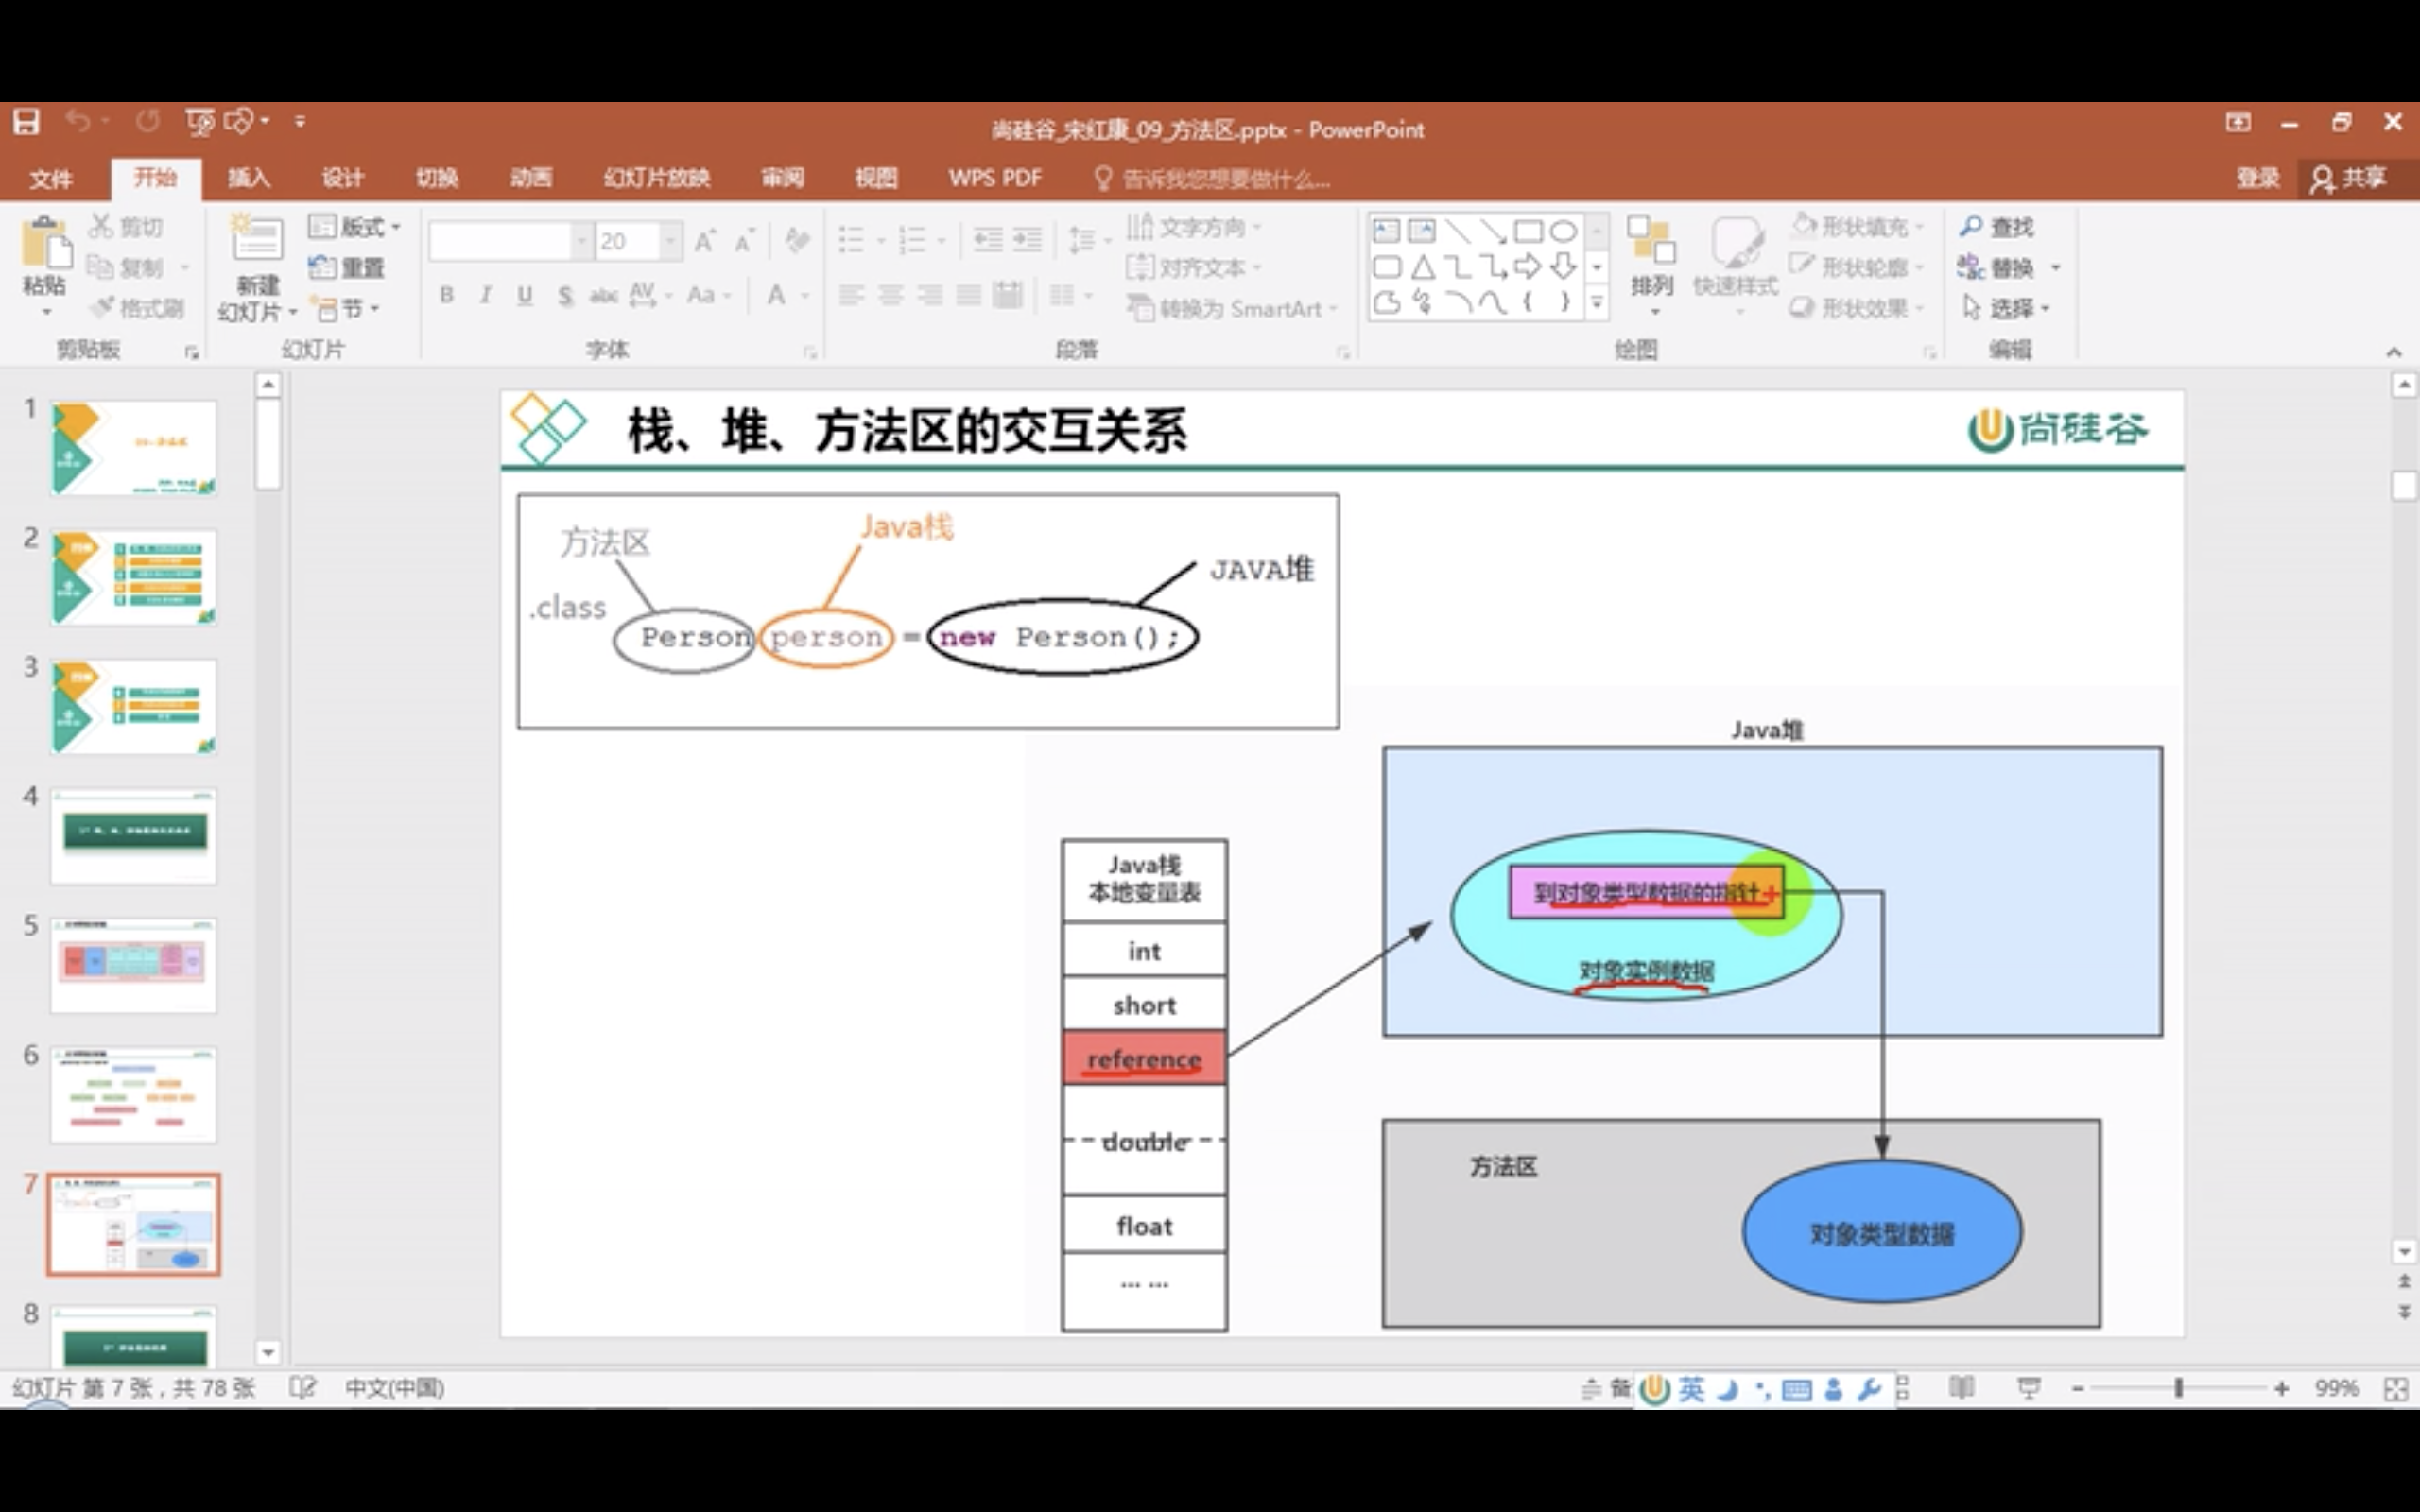 尚硅谷_宋红康_09_方法区.pptx - PowerPoint
文件 开始 插入 设计 切换 动画 幻灯片放映 审阅 视图 WPS PDF 告诉我您想要做什么... 登录 共享
粘贴
剪切
复制
格式刷
剪贴板
新建
幻灯片
版式
重置
节
幻灯片
20
B I U S abc AV Aa A
字体
文字方向
对齐文本
转换为 SmartArt
段落
排列
快速样式
形状填充
形状轮廓
形状效果
绘图
查找
替换
选择
编辑
1
2
3
4
5
6
7
8
栈、堆、方法区的交互关系
尚硅谷
方法区
Java栈
JAVA堆
.class
Person person = new Person();
Java堆
Java栈
本地变量表
int
short
reference
double
float
... ...
到对象类型数据的指针
对象实例数据
方法区
对象类型数据
幻灯片 第 7 张，共 78 张 中文(中国) 备 英 99%